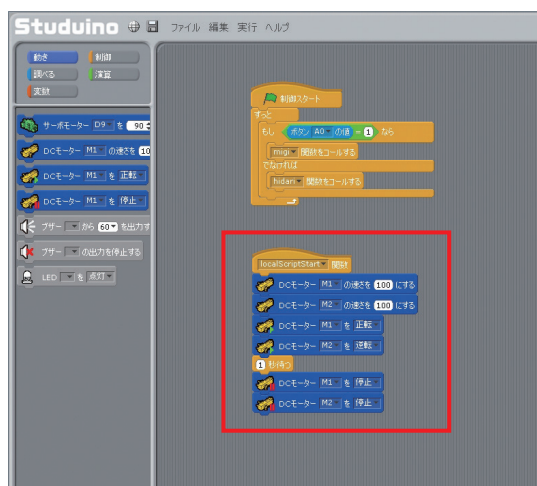 Studuino ファイル 編集 実行 ヘルプ
動き 制御
調べる 演算
変数
サーボモーター D9 を 90
DCモーター M1 の速さを 10
DCモーター M1 を 正転
DCモーター M1 を 停止
ブザー から 60 を出力す
ブザー の出力を停止する
LED を 点灯
制御スタート
ずっと
もし ボタン A0 の値 = 1 なら
migi 関数をコールする
でなければ
hidari 関数をコールする
localScriptStart 関数
DCモーター M1 の速さを 100 にする
DCモーター M2 の速さを 100 にする
DCモーター M1 を 正転
DCモーター M2 を 逆転
1 秒待つ
DCモーター M1 を 停止
DCモーター M2 を 停止